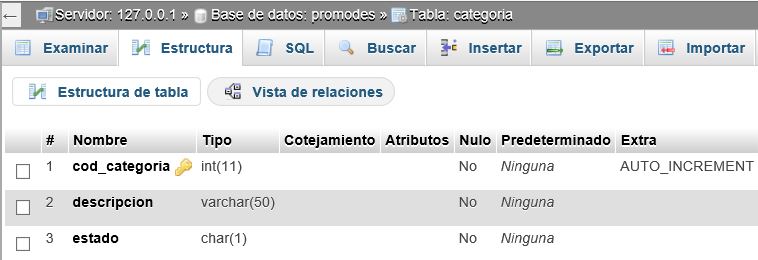 ← Servidor: 127.0.0.1 » Base de datos: promodes » Tabla: categoria
Examinar Estructura SQL Buscar Insertar Exportar Importar
Estructura de tabla Vista de relaciones
# Nombre Tipo Cotejamiento Atributos Nulo Predeterminado Extra
1 cod_categoria int(11) No Ninguna AUTO_INCREMENT
2 descripcion varchar(50) No Ninguna
3 estado char(1) No Ninguna